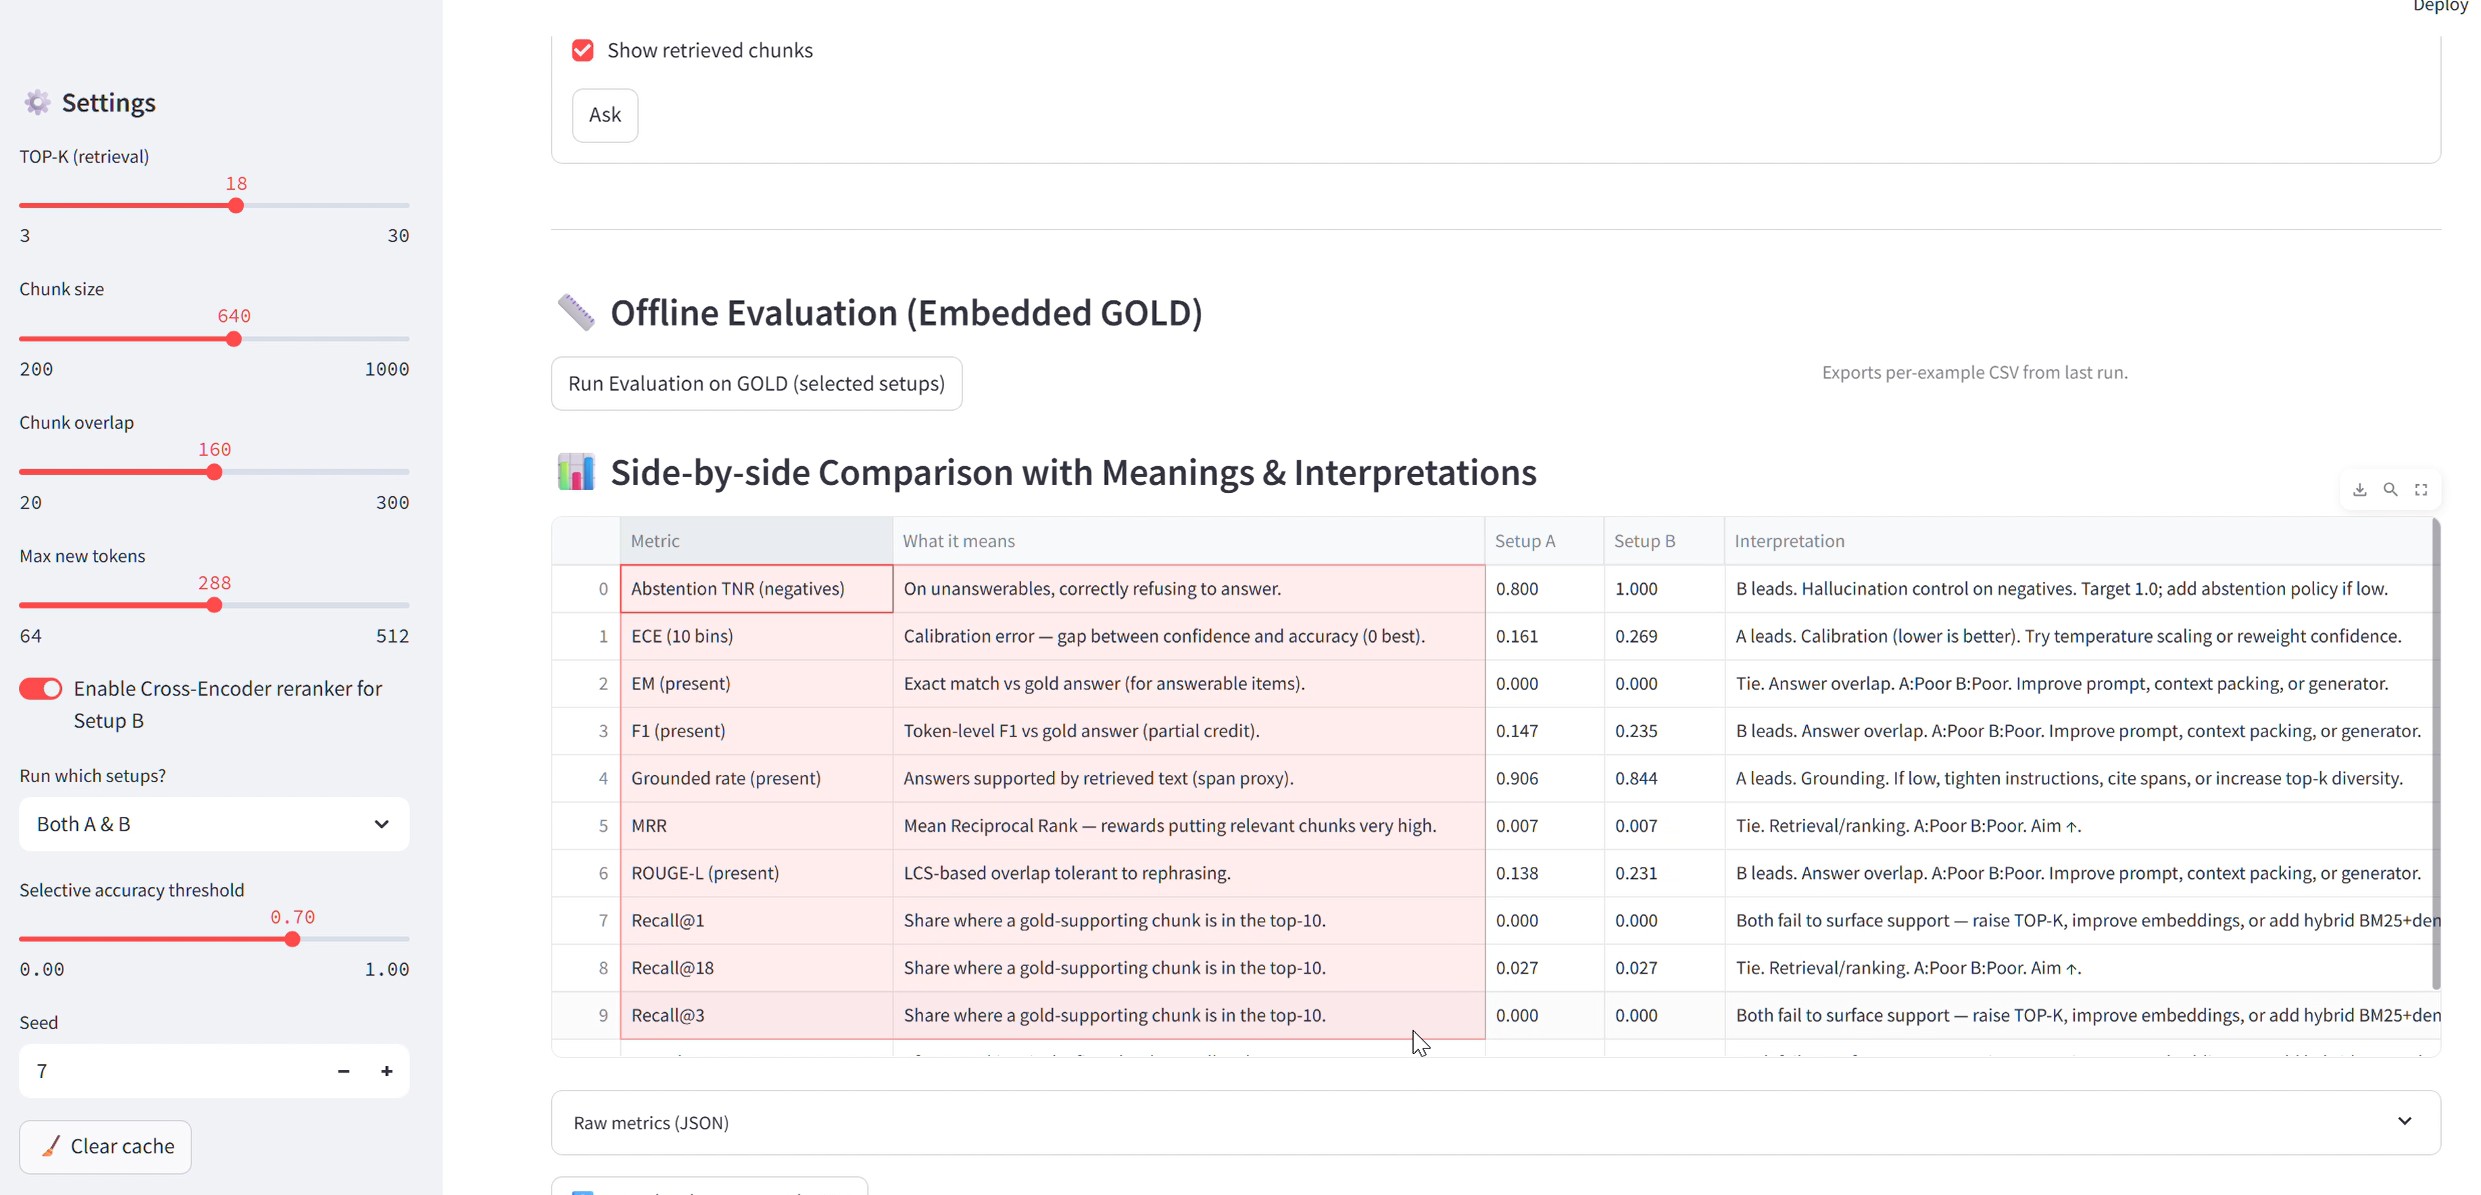 Deploy
Settings
TOP-K (retrieval)
18
3 30
Chunk size
640
200 1000
Chunk overlap
160
20 300
Max new tokens
288
64 512
Enable Cross-Encoder reranker for
Setup B
Run which setups?
Both A & B
Selective accuracy threshold
0.70
0.00 1.00
Seed
7
Clear cache
Show retrieved chunks
Ask
Offline Evaluation (Embedded GOLD)
Run Evaluation on GOLD (selected setups)
Exports per-example CSV from last run.
Side-by-side Comparison with Meanings & Interpretations
Metric What it means Setup A Setup B Interpretation
0 Abstention TNR (negatives) On unanswerables, correctly refusing to answer. 0.800 1.000 B leads. Hallucination control on negatives. Target 1.0; add abstention policy if low.
1 ECE (10 bins) Calibration error — gap between confidence and accuracy (0 best). 0.161 0.269 A leads. Calibration (lower is better). Try temperature scaling or reweight confidence.
2 EM (present) Exact match vs gold answer (for answerable items). 0.000 0.000 Tie. Answer overlap. A:Poor B:Poor. Improve prompt, context packing, or generator.
3 F1 (present) Token-level F1 vs gold answer (partial credit). 0.147 0.235 B leads. Answer overlap. A:Poor B:Poor. Improve prompt, context packing, or generator.
4 Grounded rate (present) Answers supported by retrieved text (span proxy). 0.906 0.844 A leads. Grounding. If low, tighten instructions, cite spans, or increase top-k diversity.
5 MRR Mean Reciprocal Rank — rewards putting relevant chunks very high. 0.007 0.007 Tie. Retrieval/ranking. A:Poor B:Poor. Aim ↑.
6 ROUGE-L (present) LCS-based overlap tolerant to rephrasing. 0.138 0.231 B leads. Answer overlap. A:Poor B:Poor. Improve prompt, context packing, or generator.
7 Recall@1 Share where a gold-supporting chunk is in the top-10. 0.000 0.000 Both fail to surface support — raise TOP-K, improve embeddings, or add hybrid BM25+den
8 Recall@18 Share where a gold-supporting chunk is in the top-10. 0.027 0.027 Tie. Retrieval/ranking. A:Poor B:Poor. Aim ↑.
9 Recall@3 Share where a gold-supporting chunk is in the top-10. 0.000 0.000 Both fail to surface support — raise TOP-K, improve embeddings, or add hybrid BM25+den
Raw metrics (JSON)